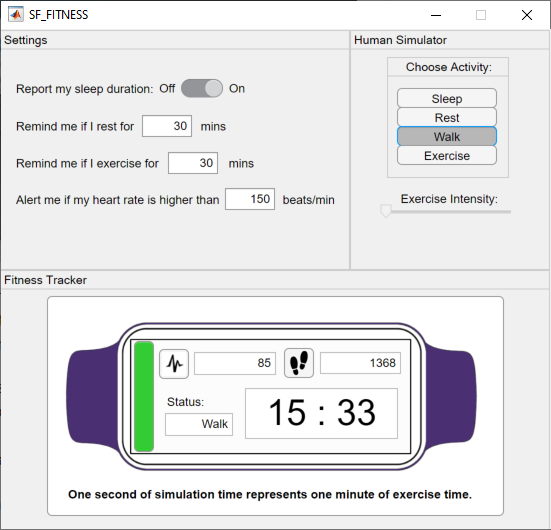 SF_FITNESS
Settings
Report my sleep duration: Off On
Remind me if I rest for 30 mins
Remind me if I exercise for 30 mins
Alert me if my heart rate is higher than 150 beats/min
Human Simulator
Choose Activity:
Sleep
Rest
Walk
Exercise
Exercise Intensity:
Fitness Tracker
85 1368
Status:
Walk
15 : 33
One second of simulation time represents one minute of exercise time.